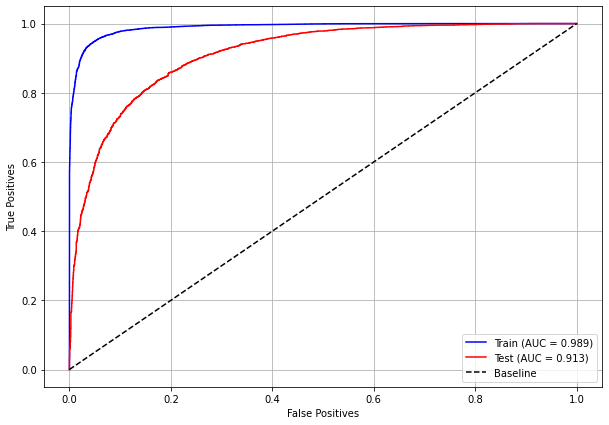 1.0
0.8
0.6
0.4
0.2
0.0
True Positives
0.0 0.2 0.4 0.6 0.8 1.0
False Positives
Train (AUC = 0.989)
Test (AUC = 0.913)
Baseline